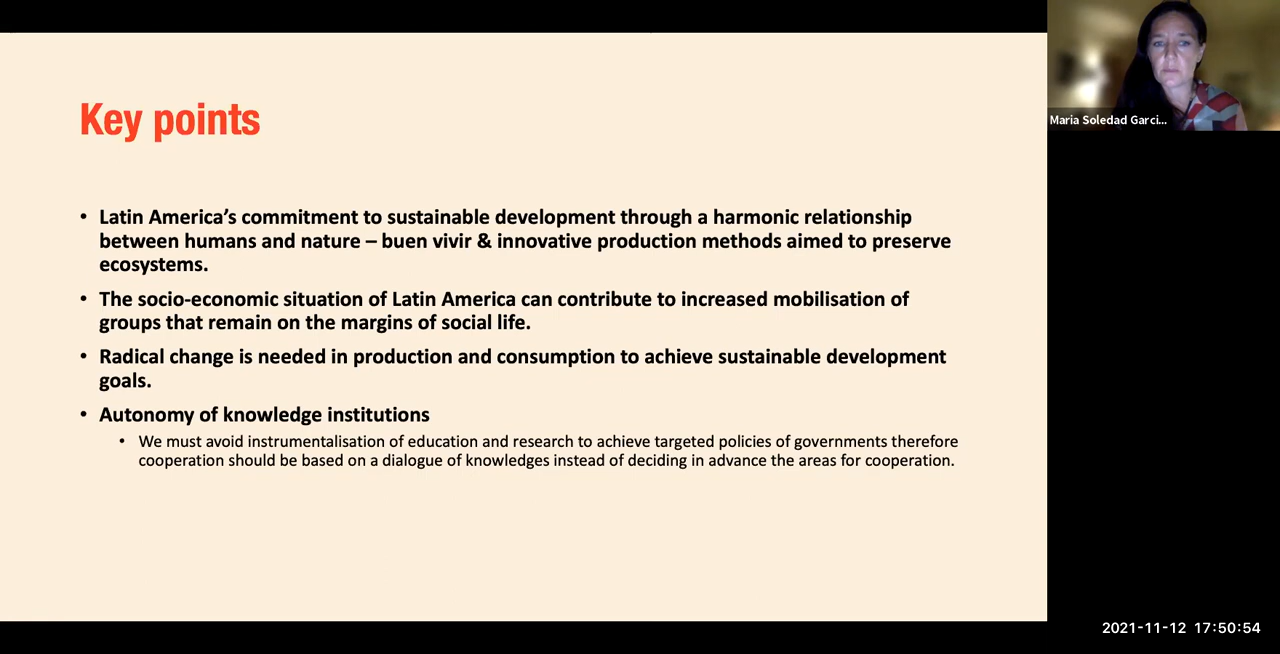 Key points
• Latin America’s commitment to sustainable development through a harmonic relationship
between humans and nature – buen vivir & innovative production methods aimed to preserve
ecosystems.
• The socio-economic situation of Latin America can contribute to increased mobilisation of
groups that remain on the margins of social life.
• Radical change is needed in production and consumption to achieve sustainable development
goals.
• Autonomy of knowledge institutions
• We must avoid instrumentalisation of education and research to achieve targeted policies of governments therefore
cooperation should be based on a dialogue of knowledges instead of deciding in advance the areas for cooperation.
Maria Soledad Garci...
2021-11-12 17:50:54